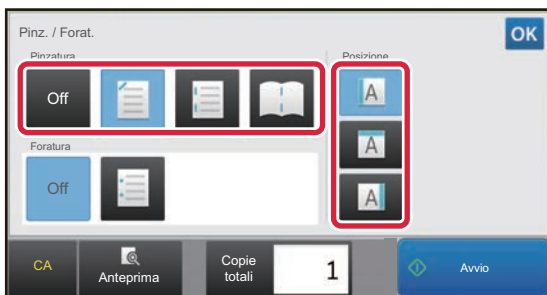 Pinz. / Forat.
OK
Pinzatura
Posizione
Off
A
A
A
Foratura
Off
CA
Anteprima
Copie
totali
1
Avvio